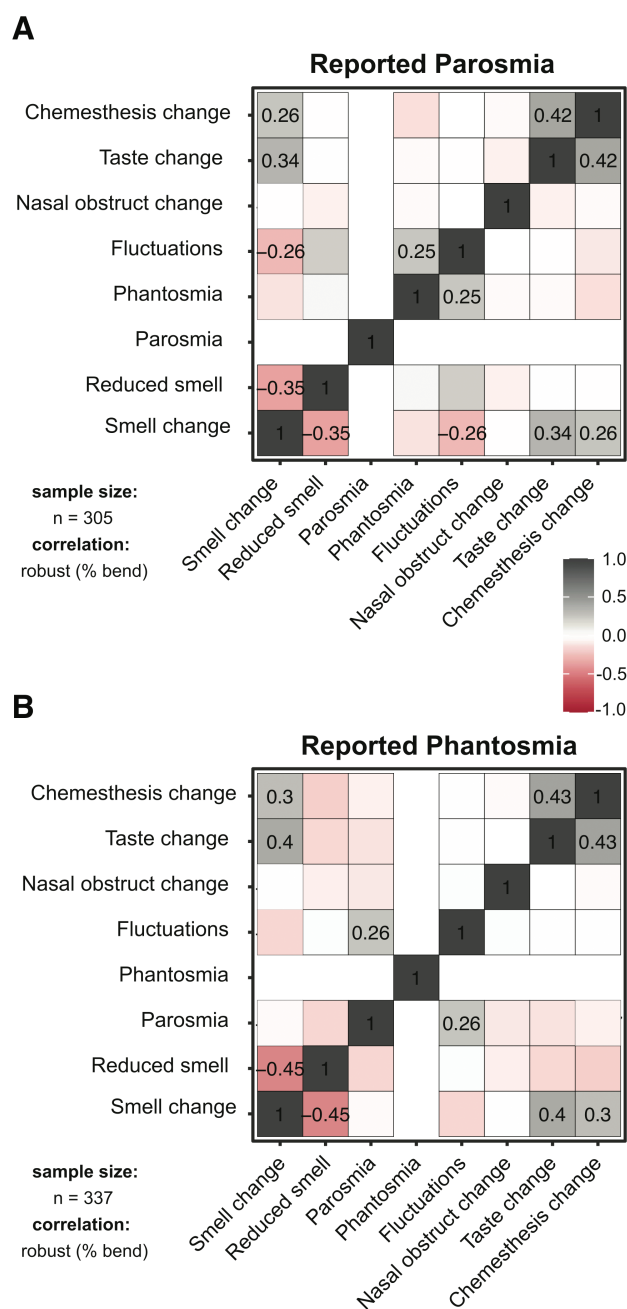 A
Reported Parosmia
Chemesthesis change 0.26 0.42 1
Taste change 0.34 1 0.42
Nasal obstruct change 1
Fluctuations −0.26 0.25 1
Phantosmia 1 0.25
Parosmia 1
Reduced smell −0.35 1
Smell change 1 −0.35 −0.26 0.34 0.26
sample size:
n = 305
correlation:
robust (% bend)
Smell change
Reduced smell
Parosmia
Phantosmia
Fluctuations
Nasal obstruct change
Taste change
Chemesthesis change
1.0
0.5
0.0
-0.5
-1.0
B
Reported Phantosmia
Chemesthesis change 0.3 0.43 1
Taste change 0.4 1 0.43
Nasal obstruct change 1
Fluctuations 0.26 1
Phantosmia 1
Parosmia 1 0.26
Reduced smell −0.45 1
Smell change 1 −0.45 0.4 0.3
sample size:
n = 337
correlation:
robust (% bend)
Smell change
Reduced smell
Parosmia
Phantosmia
Fluctuations
Nasal obstruct change
Taste change
Chemesthesis change